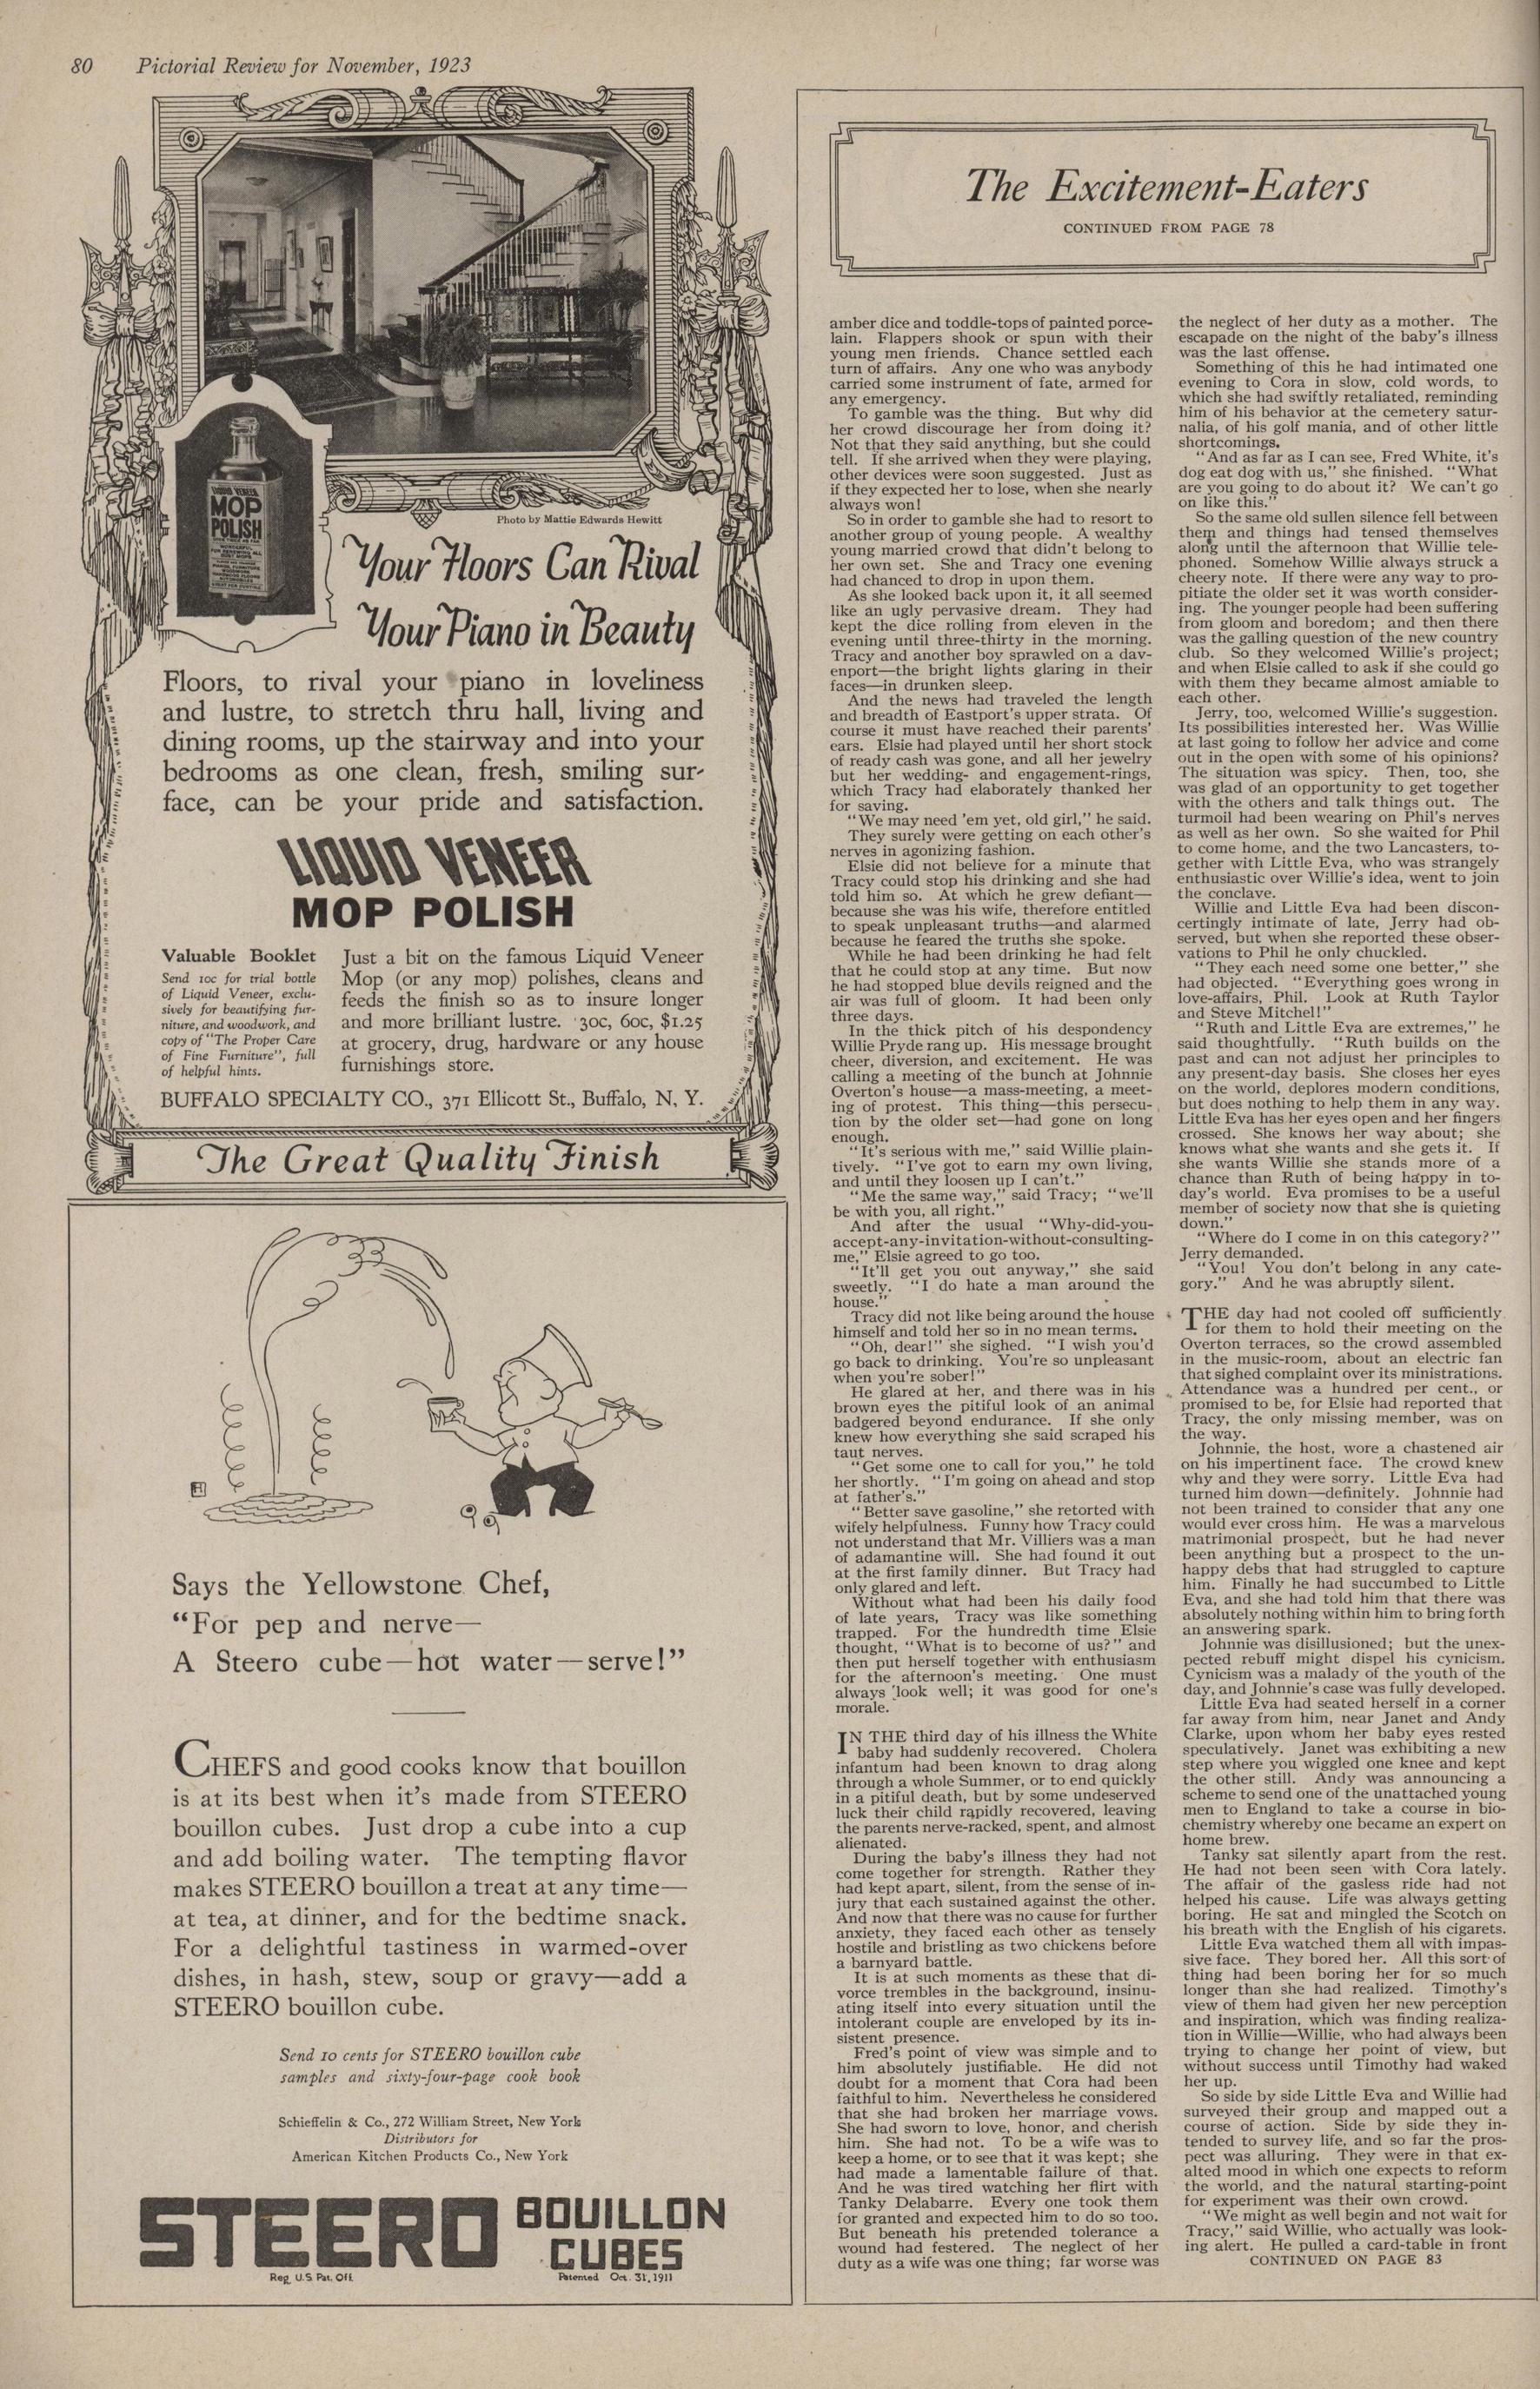 80 Pictorial Review for November, 1923
LIQUID VENEER
MOP
POLISH
Photo by Mattie Edwards Hewitt
Your Floors Can Rival
Your Piano in Beauty
Floors, to rival your piano in loveliness
and lustre, to stretch thru hall, living and
dining rooms, up the stairway and into your
bedrooms as one clean, fresh, smiling sur-
face, can be your pride and satisfaction.
LIQUID VENEER
MOP POLISH
Valuable Booklet
Send 10c for trial bottle
of Liquid Veneer, exclu-
sively for beautifying fur-
niture, and woodwork, and
copy of "The Proper Care
of Fine Furniture", full
of helpful hints.
Just a bit on the famous Liquid Veneer
Mop (or any mop) polishes, cleans and
feeds the finish so as to insure longer
and more brilliant lustre. 30c, 60c, $1.25
at grocery, drug, hardware or any house
furnishings store.
BUFFALO SPECIALTY CO., 371 Ellicott St., Buffalo, N. Y.
The Great Quality Finish
Says the Yellowstone Chef,
"For pep and nerve—
A Steero cube—hot water—serve!"
CHEFS and good cooks know that bouillon
is at its best when it's made from STEERO
bouillon cubes. Just drop a cube into a cup
and add boiling water. The tempting flavor
makes STEERO bouillon a treat at any time—
at tea, at dinner, and for the bedtime snack.
For a delightful tastiness in warmed-over
dishes, in hash, stew, soup or gravy—add a
STEERO bouillon cube.
Send 10 cents for STEERO bouillon cube
samples and sixty-four-page cook book
Schieffelin & Co., 272 William Street, New York
Distributors for
American Kitchen Products Co., New York
STEERO BOUILLON
CUBES
Reg. U.S. Pat. Off.
Patented Oct. 31, 1911
The Excitement-Eaters
CONTINUED FROM PAGE 78
amber dice and toddle-tops of painted porce-
lain. Flappers shook or spun with their
young men friends. Chance settled each
turn of affairs. Any one who was anybody
carried some instrument of fate, armed for
any emergency.
To gamble was the thing. But why did
her crowd discourage her from doing it?
Not that they said anything, but she could
tell. If she arrived when they were playing,
other devices were soon suggested. Just as
if they expected her to lose, when she nearly
always won!
So in order to gamble she had to resort to
another group of young people. A wealthy
young married crowd that didn't belong to
her own set. She and Tracy one evening
had chanced to drop in upon them.
As she looked back upon it, it all seemed
like an ugly pervasive dream. They had
kept the dice rolling from eleven in the
evening until three-thirty in the morning.
Tracy and another boy sprawled on a dav-
enport—the bright lights glaring in their
faces—in drunken sleep.
And the news had traveled the length
and breadth of Eastport's upper strata. Of
course it must have reached their parents'
ears. Elsie had played until her short stock
of ready cash was gone, and all her jewelry
but her wedding- and engagement-rings,
which Tracy had elaborately thanked her
for saving.
"We may need 'em yet, old girl," he said.
They surely were getting on each other's
nerves in agonizing fashion.
Elsie did not believe for a minute that
Tracy could stop his drinking and she had
told him so. At which he grew defiant—
because she was his wife, therefore entitled
to speak unpleasant truths—and alarmed
because he feared the truths she spoke.
While he had been drinking he had felt
that he could stop at any time. But now
he had stopped blue devils reigned and the
air was full of gloom. It had been only
three days.
In the thick pitch of his despondency
Willie Pryde rang up. His message brought
cheer, diversion, and excitement. He was
calling a meeting of the bunch at Johnnie
Overton's house—a mass-meeting, a meet-
ing of protest. This thing—this persecu-
tion by the older set—had gone on long
enough.
"It's serious with me," said Willie plain-
tively. "I've got to earn my own living,
and until they loosen up I can't."
"Me the same way," said Tracy; "we'll
be with you, all right."
And after the usual "Why-did-you-
accept-any-invitation-without-consulting-
me," Elsie agreed to go too.
"It'll get you out anyway," she said
sweetly. "I do hate a man around the
house."
Tracy did not like being around the house
himself and told her so in no mean terms.
"Oh, dear!" she sighed. "I wish you'd
go back to drinking. You're so unpleasant
when you're sober!"
He glared at her, and there was in his
brown eyes the pitiful look of an animal
badgered beyond endurance. If she only
knew how everything she said scraped his
taut nerves.
"Get some one to call for you," he told
her shortly. "I'm going on ahead and stop
at father's."
"Better save gasoline," she retorted with
wifely helpfulness. Funny how Tracy could
not understand that Mr. Villiers was a man
of adamantine will. She had found it out
at the first family dinner. But Tracy had
only glared and left.
Without what had been his daily food
of late years, Tracy was like something
trapped. For the hundredth time Elsie
thought, "What is to become of us?" and
then put herself together with enthusiasm
for the afternoon's meeting. One must
always look well; it was good for one's
morale.
IN THE third day of his illness the White
baby had suddenly recovered. Cholera
infantum had been known to drag along
through a whole Summer, or to end quickly
in a pitiful death, but by some undeserved
luck their child rapidly recovered, leaving
the parents nerve-racked, spent, and almost
alienated.
During the baby's illness they had not
come together for strength. Rather they
had kept apart, silent, from the sense of in-
jury that each sustained against the other.
And now that there was no cause for further
anxiety, they faced each other as tensely
hostile and bristling as two chickens before
a barnyard battle.
It is at such moments as these that di-
vorce trembles in the background, insinu-
ating itself into every situation until the
intolerant couple are enveloped by its in-
sistent presence.
Fred's point of view was simple and to
him absolutely justifiable. He did not
doubt for a moment that Cora had been
faithful to him. Nevertheless he considered
that she had broken her marriage vows.
She had sworn to love, honor, and cherish
him. She had not. To be a wife was to
keep a home, or to see that it was kept; she
had made a lamentable failure of that.
And he was tired watching her flirt with
Tanky Delabarre. Every one took them
for granted and expected him to do so too.
But beneath his pretended tolerance a
wound had festered. The neglect of her
duty as a wife was one thing; far worse was
the neglect of her duty as a mother. The
escapade on the night of the baby's illness
was the last offense.
Something of this he had intimated one
evening to Cora in slow, cold words, to
which she had swiftly retaliated, reminding
him of his behavior at the cemetery satur-
nalia, of his golf mania, and of other little
shortcomings.
"And as far as I can see, Fred White, it's
dog eat dog with us," she finished. "What
are you going to do about it? We can't go
on like this."
So the same old sullen silence fell between
them and things had tensed themselves
along until the afternoon that Willie tele-
phoned. Somehow Willie always struck a
cheery note. If there were any way to pro-
pitiate the older set it was worth consider-
ing. The younger people had been suffering
from gloom and boredom; and then there
was the galling question of the new country
club. So they welcomed Willie's project;
and when Elsie called to ask if she could go
with them they became almost amiable to
each other.
Jerry, too, welcomed Willie's suggestion.
Its possibilities interested her. Was Willie
at last going to follow her advice and come
out in the open with some of his opinions?
The situation was spicy. Then, too, she
was glad of an opportunity to get together
with the others and talk things out. The
turmoil had been wearing on Phil's nerves
as well as her own. So she waited for Phil
to come home, and the two Lancasters, to-
gether with Little Eva, who was strangely
enthusiastic over Willie's idea, went to join
the conclave.
Willie and Little Eva had been discon-
certingly intimate of late, Jerry had ob-
served, but when she reported these obser-
vations to Phil he only chuckled.
"They each need some one better," she
had objected. "Everything goes wrong in
love-affairs, Phil. Look at Ruth Taylor
and Steve Mitchell!"
"Ruth and Little Eva are extremes," he
said thoughtfully. "Ruth builds on the
past and can not adjust her principles to
any present-day basis. She closes her eyes
on the world, deplores modern conditions,
but does nothing to help them in any way.
Little Eva has her eyes open and her fingers
crossed. She knows her way about; she
knows what she wants and she gets it. If
she wants Willie she stands more of a
chance than Ruth of being happy in to-
day's world. Eva promises to be a useful
member of society now that she is quieting
down."
"Where do I come in on this category?"
Jerry demanded.
"You! You don't belong in any cate-
gory." And he was abruptly silent.
THE day had not cooled off sufficiently
for them to hold their meeting on the
Overton terraces, so the crowd assembled
in the music-room, about an electric fan
that sighed complaint over its ministrations.
Attendance was a hundred per cent., or
promised to be, for Elsie had reported that
Tracy, the only missing member, was on
the way.
Johnnie, the host, wore a chastened air
on his impertinent face. The crowd knew
why and they were sorry. Little Eva had
turned him down—definitely. Johnnie had
not been trained to consider that any one
would ever cross him. He was a marvelous
matrimonial prospect, but he had never
been anything but a prospect to the un-
happy debs that had struggled to capture
him. Finally he had succumbed to Little
Eva, and she had told him that there was
absolutely nothing within him to bring forth
an answering spark.
Johnnie was disillusioned; but the unex-
pected rebuff might dispel his cynicism.
Cynicism was a malady of the youth of the
day, and Johnnie's case was fully developed.
Little Eva had seated herself in a corner
far away from him, near Janet and Andy
Clarke, upon whom her baby eyes rested
speculatively. Janet was exhibiting a new
step where you wiggled one knee and kept
the other still. Andy was announcing a
scheme to send one of the unattached young
men to England to take a course in bio-
chemistry whereby one became an expert on
home brew.
Tanky sat silently apart from the rest.
He had not been seen with Cora lately.
The affair of the gasless ride had not
helped his cause. Life was always getting
boring. He sat and mingled the Scotch on
his breath with the English of his cigarets.
Little Eva watched them all with impas-
sive face. They bored her. All this sort of
thing had been boring her for so much
longer than she had realized. Timothy's
view of them had given her new perception
and inspiration, which was finding realiza-
tion in Willie—Willie, who had always been
trying to change her point of view, but
without success until Timothy had waked
her up.
So side by side Little Eva and Willie had
surveyed their group and mapped out a
course of action. Side by side they in-
tended to survey life, and so far the pros-
pect was alluring. They were in that ex-
alted mood in which one expects to reform
the world, and the natural starting-point
for experiment was their own crowd.
"We might as well begin and not wait for
Tracy," said Willie, who actually was look-
ing alert. He pulled a card-table in front
CONTINUED ON PAGE 83